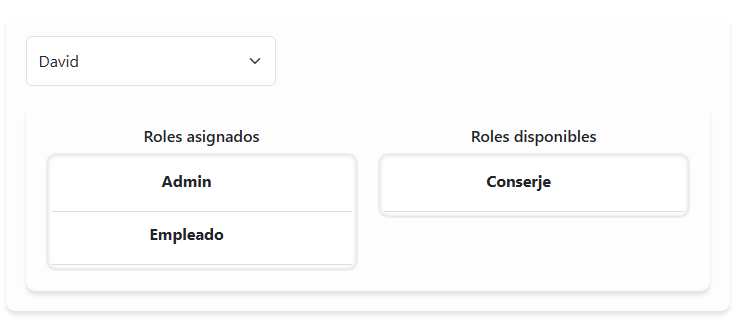 David
Roles asignados
Admin
Empleado
Roles disponibles
Conserje